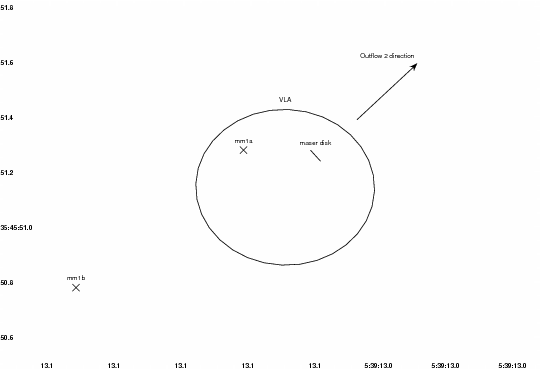 51.8
Outflow 2 direction
51.6
VLA
51.4
mm1a
maser disk
51.2
35:45:51.0
mm1b
50.8
50.6
13.1 13.1 13.1 13.1 13.1 5:39:13.0 5:39:13.0 5:39:13.0